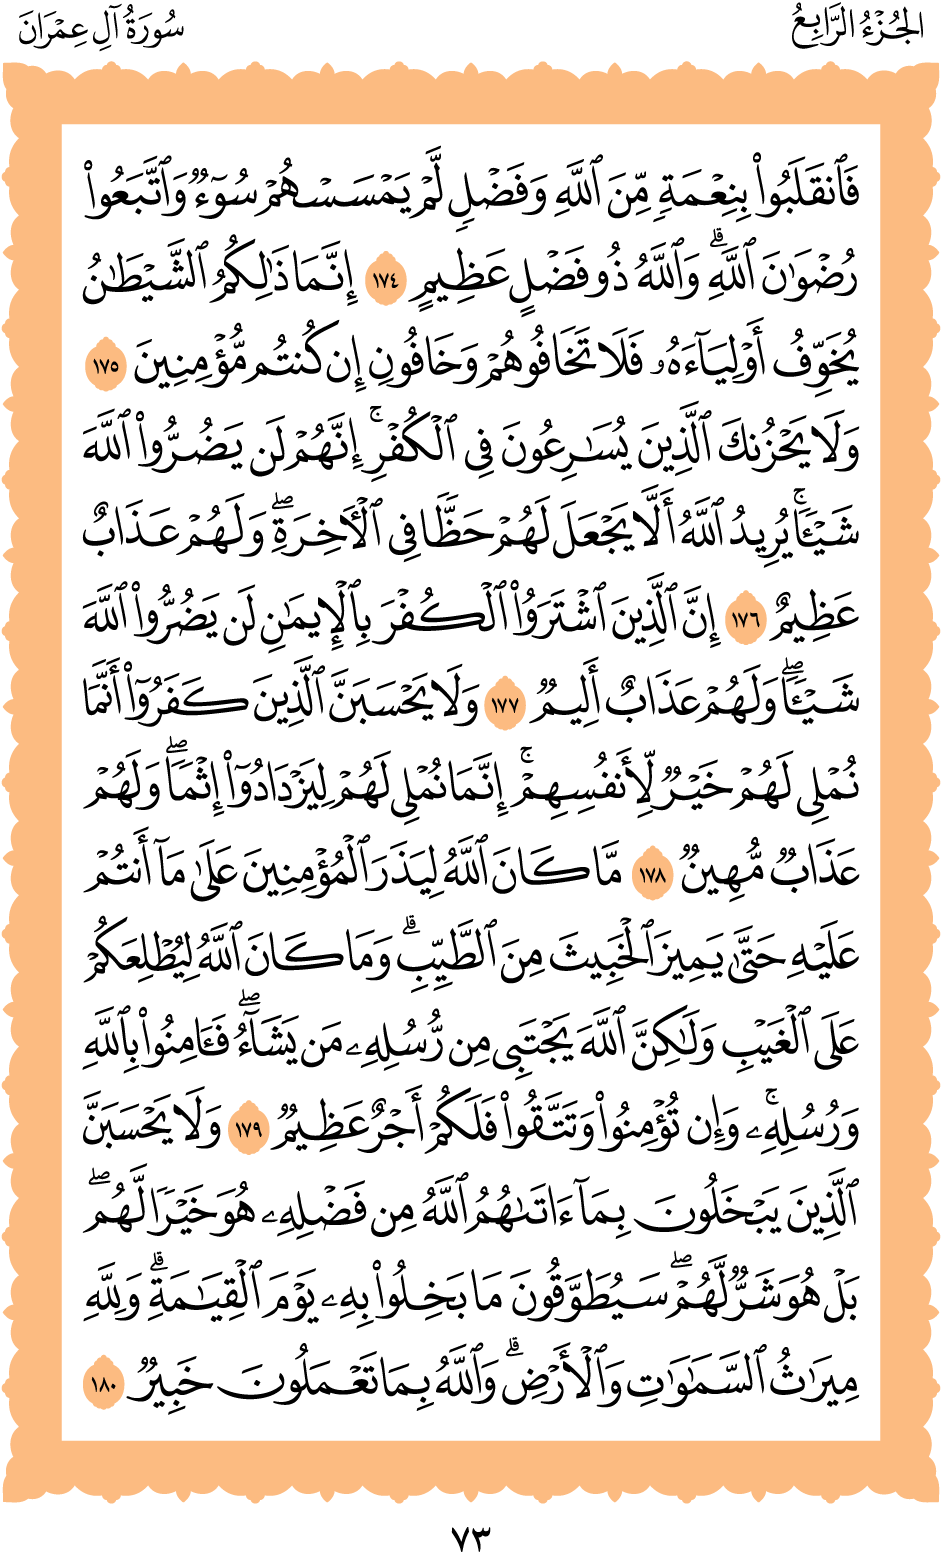 الجُزْءُ الرَّابِعُ
سُورَةُ آلِ عِمْرَانَ
فَٱنقَلَبُوا۟ بِنِعْمَةٍ مِّنَ ٱللَّهِ وَفَضْلٍ لَّمْ يَمْسَسْهُمْ سُوٓءٌ وَٱتَّبَعُوا۟
رِضْوَٰنَ ٱللَّهِ ۗ وَٱللَّهُ ذُو فَضْلٍ عَظِيمٍ ١٧٤ إِنَّمَا ذَٰلِكُمُ ٱلشَّيْطَـٰنُ
يُخَوِّفُ أَوْلِيَآءَهُۥ فَلَا تَخَافُوهُمْ وَخَافُونِ إِن كُنتُم مُّؤْمِنِينَ ١٧٥
وَلَا يَحْزُنكَ ٱلَّذِينَ يُسَـٰرِعُونَ فِى ٱلْكُفْرِ ۚ إِنَّهُمْ لَن يَضُرُّوا۟ ٱللَّهَ
شَيْـًٔا ۚ يُرِيدُ ٱللَّهُ أَلَّا يَجْعَلَ لَهُمْ حَظًّا فِى ٱلْـَٔاخِرَةِ ۖ وَلَهُمْ عَذَابٌ
عَظِيمٌ ١٧٦ إِنَّ ٱلَّذِينَ ٱشْتَرَوُا۟ ٱلْكُفْرَ بِٱلْإِيمَـٰنِ لَن يَضُرُّوا۟ ٱللَّهَ
شَيْـًٔا ۖ وَلَهُمْ عَذَابٌ أَلِيمٌ ١٧٧ وَلَا يَحْسَبَنَّ ٱلَّذِينَ كَفَرُوٓا۟ أَنَّمَا
نُمْلِى لَهُمْ خَيْرٌ لِّأَنفُسِهِمْ ۚ إِنَّمَا نُمْلِى لَهُمْ لِيَزْدَادُوٓا۟ إِثْمًا ۖ وَلَهُمْ
عَذَابٌ مُّهِينٌ ١٧٨ مَّا كَانَ ٱللَّهُ لِيَذَرَ ٱلْمُؤْمِنِينَ عَلَىٰ مَآ أَنتُمْ
عَلَيْهِ حَتَّىٰ يَمِيزَ ٱلْخَبِيثَ مِنَ ٱلطَّيِّبِ ۗ وَمَا كَانَ ٱللَّهُ لِيُطْلِعَكُمْ
عَلَى ٱلْغَيْبِ وَلَـٰكِنَّ ٱللَّهَ يَجْتَبِى مِن رُّسُلِهِۦ مَن يَشَآءُ ۖ فَـَٔامِنُوا۟ بِٱللَّهِ
وَرُسُلِهِۦ ۚ وَإِن تُؤْمِنُوا۟ وَتَتَّقُوا۟ فَلَكُمْ أَجْرٌ عَظِيمٌ ١٧٩ وَلَا يَحْسَبَنَّ
ٱلَّذِينَ يَبْخَلُونَ بِمَآ ءَاتَىٰهُمُ ٱللَّهُ مِن فَضْلِهِۦ هُوَ خَيْرًا لَّهُم ۖ
بَلْ هُوَ شَرٌّ لَّهُمْ ۖ سَيُطَوَّقُونَ مَا بَخِلُوا۟ بِهِۦ يَوْمَ ٱلْقِيَـٰمَةِ ۗ وَلِلَّهِ
مِيرَٰثُ ٱلسَّمَـٰوَٰتِ وَٱلْأَرْضِ ۗ وَٱللَّهُ بِمَا تَعْمَلُونَ خَبِيرٌ ١٨٠
٧٣